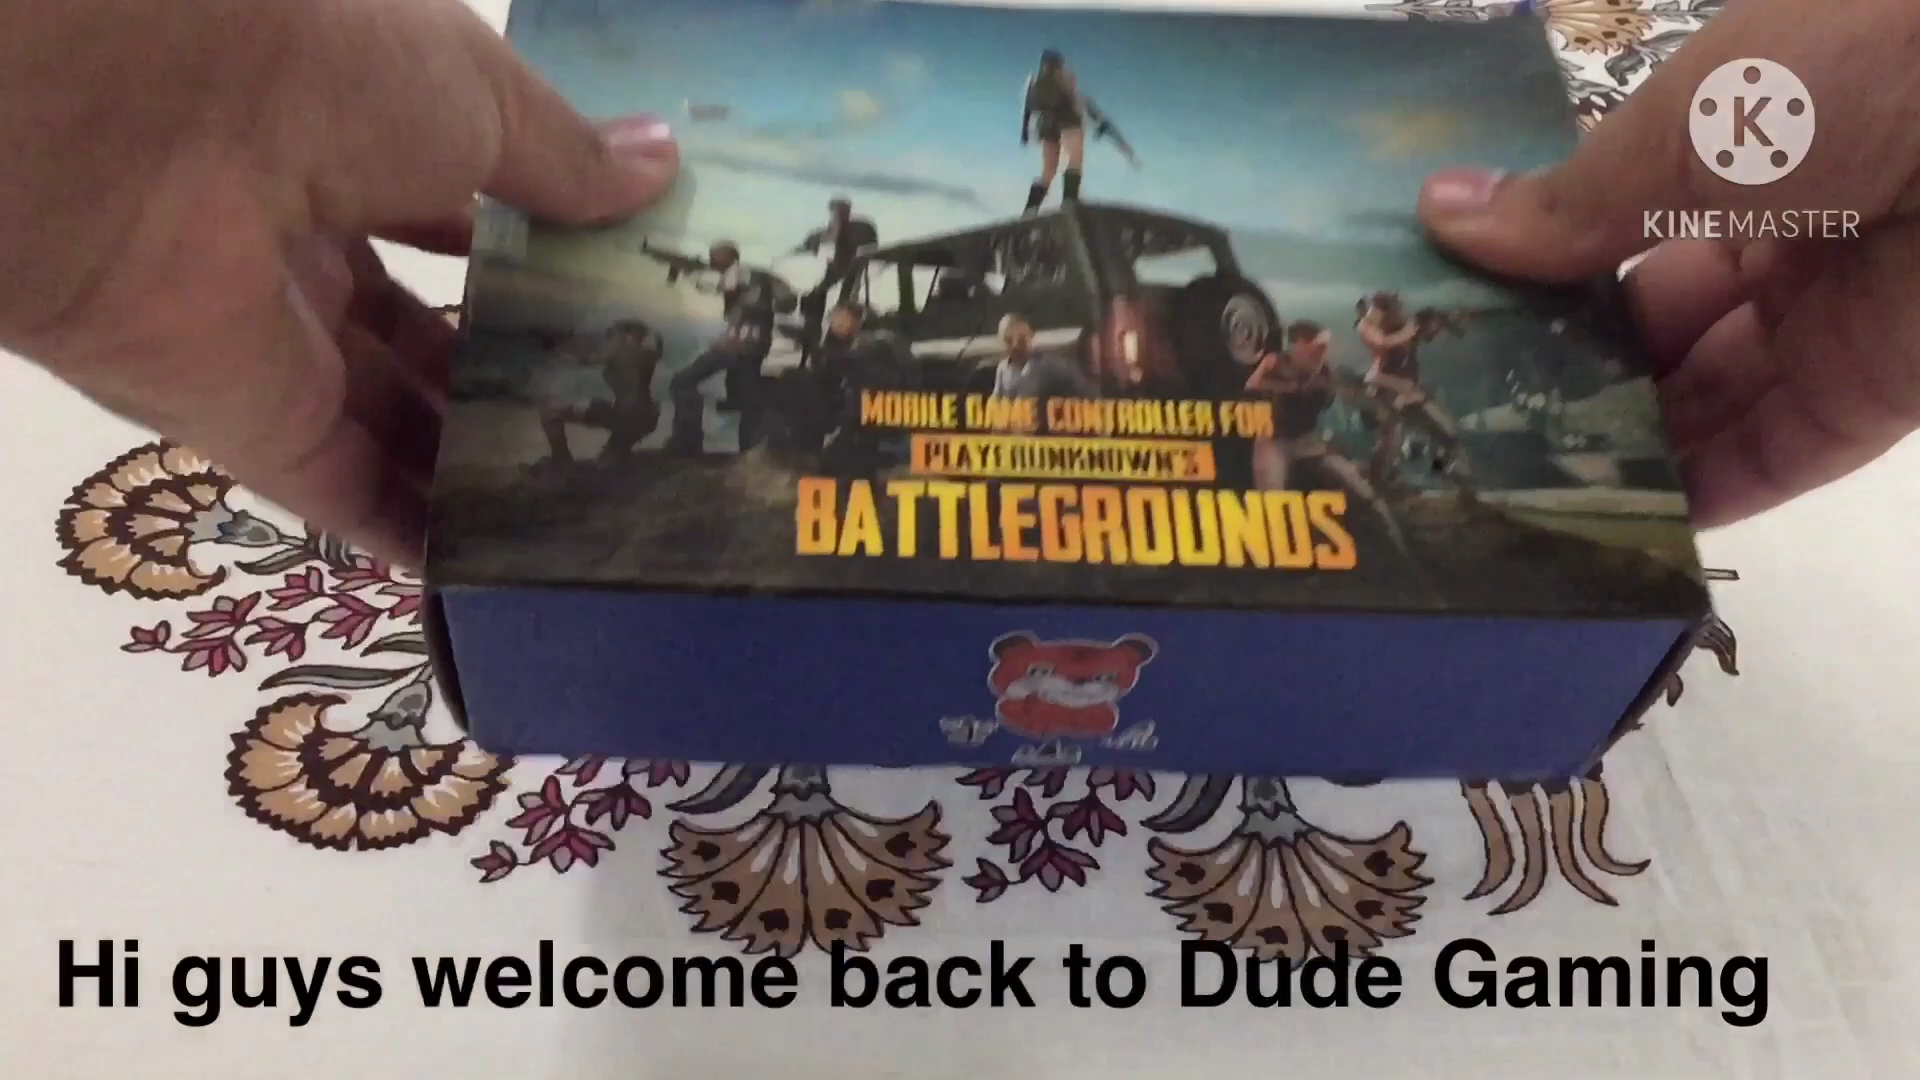 KINEMASTER
MOBILE GAME CONTROLLER FOR
PLAYERUNKNOWN'S
BATTLEGROUNDS
Hi guys welcome back to Dude Gaming